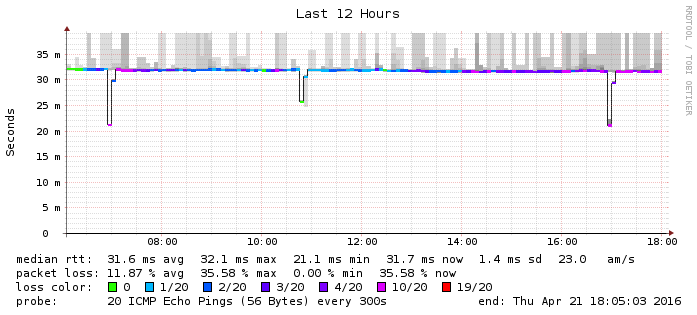 Last 12 Hours
RRDTOOL / TOBI OETIKER
Seconds
35 m
30 m
25 m
20 m
15 m
10 m
5 m
0
08:00 10:00 12:00 14:00 16:00 18:00
median rtt: 31.6 ms avg 32.1 ms max 21.1 ms min 31.7 ms now 1.4 ms sd 23.0 am/s
packet loss: 11.87 % avg 35.58 % max 0.00 % min 35.58 % now
loss color: 0 1/20 2/20 3/20 4/20 10/20 19/20
probe: 20 ICMP Echo Pings (56 Bytes) every 300s end: Thu Apr 21 18:05:03 2016